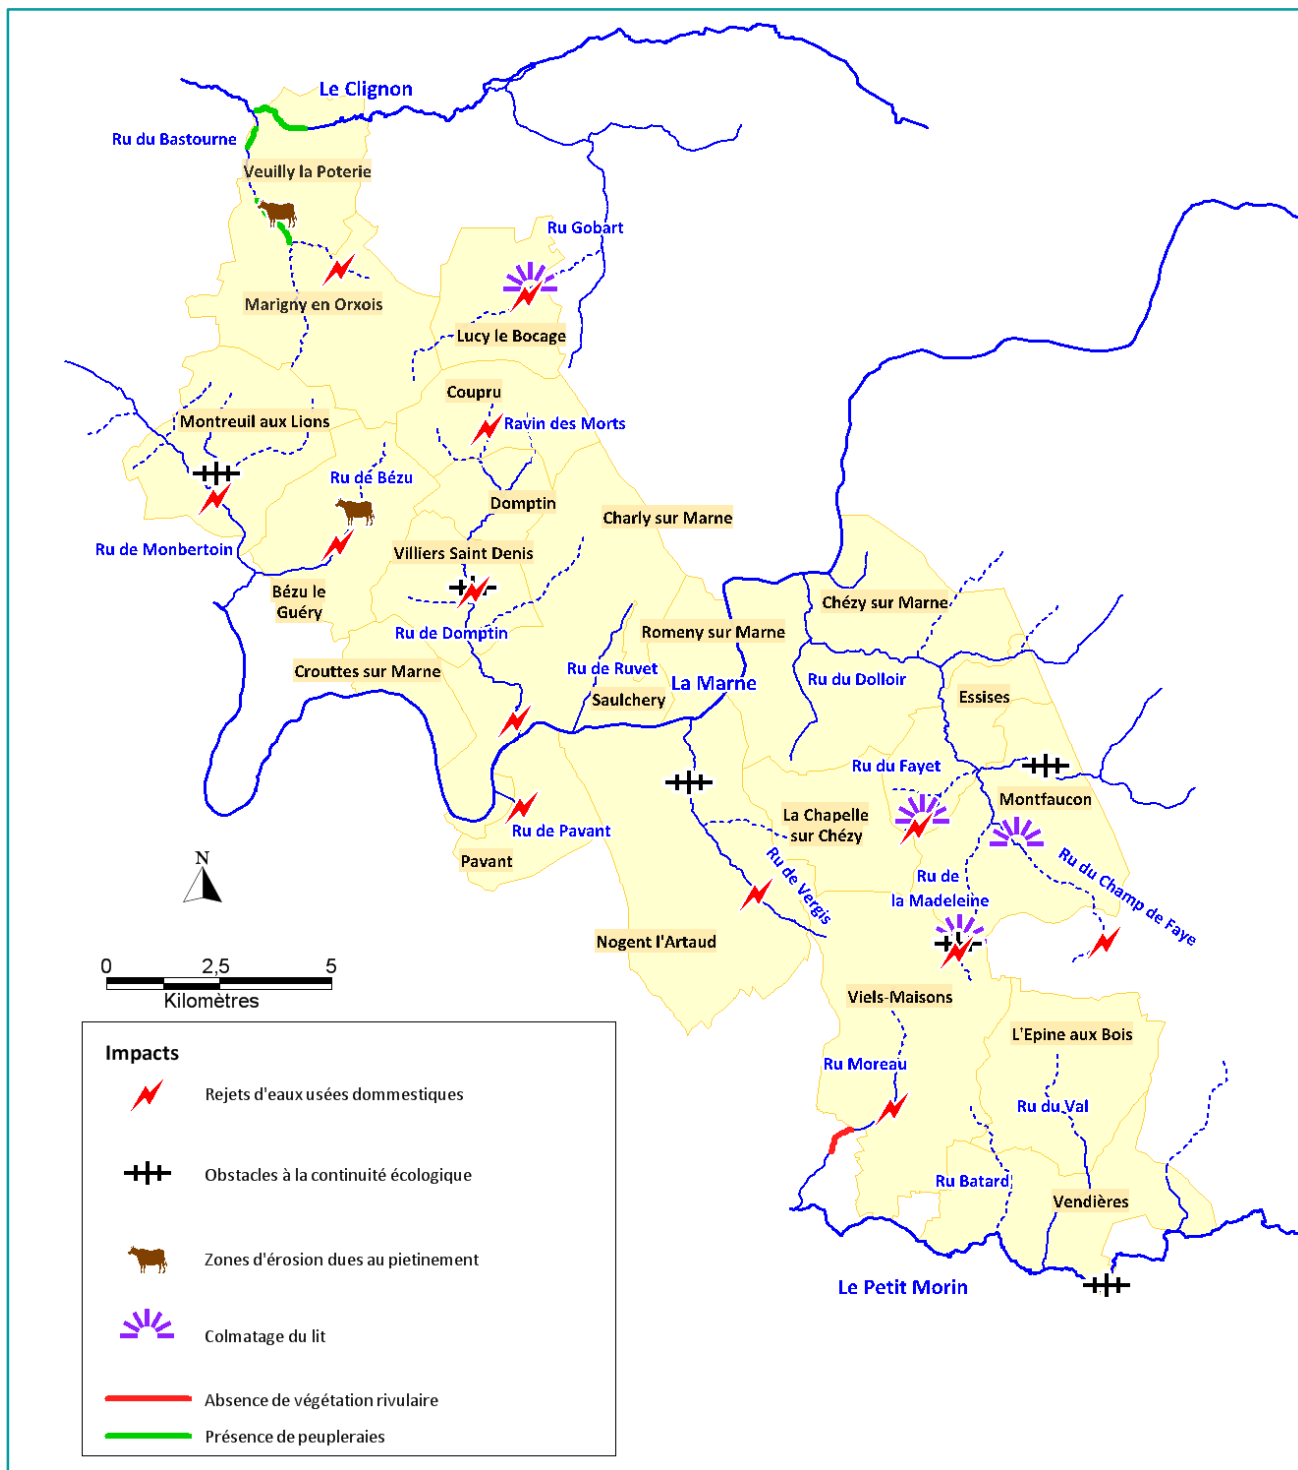 Le Clignon
Ru du Bastourne
Veuilly la Poterie
Ru Gobart
Marigny en Orxois
Lucy le Bocage
Coupru
Montreuil aux Lions
Ravin des Morts
Ru de Bézu
Domptin
Charly sur Marne
Ru de Monbertoin
Villiers Saint Denis
Bézu le
Guéry
Chézy sur Marne
Ru de Domptin
Romeny sur Marne
Crouttes sur Marne
Ru de Ruvet
La Marne
Ru du Dolloir
Saulchery
Essises
Ru du Fayet
Montfaucon
La Chapelle
sur Chézy
Ru de Pavant
Pavant
Ru de Vergis
Ru de
la Madeleine
Ru du Champ de Faye
N
Nogent l'Artaud
0 2,5 5
Kilomètres
Viels-Maisons
L'Epine aux Bois
Ru Moreau
Ru du Val
Ru Batard
Vendières
Le Petit Morin
Impacts
Rejets d'eaux usées dommestiques
Obstacles à la continuité écologique
Zones d'érosion dues au pietinement
Colmatage du lit
Absence de végétation rivulaire
Présence de peupleraies